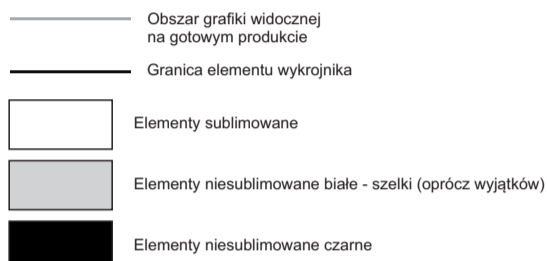 Obszar grafiki widocznej
na gotowym produkcie
Granica elementu wykrojnika
Elementy sublimowane
Elementy niesublimowane białe - szelki (oprócz wyjątków)
Elementy niesublimowane czarne